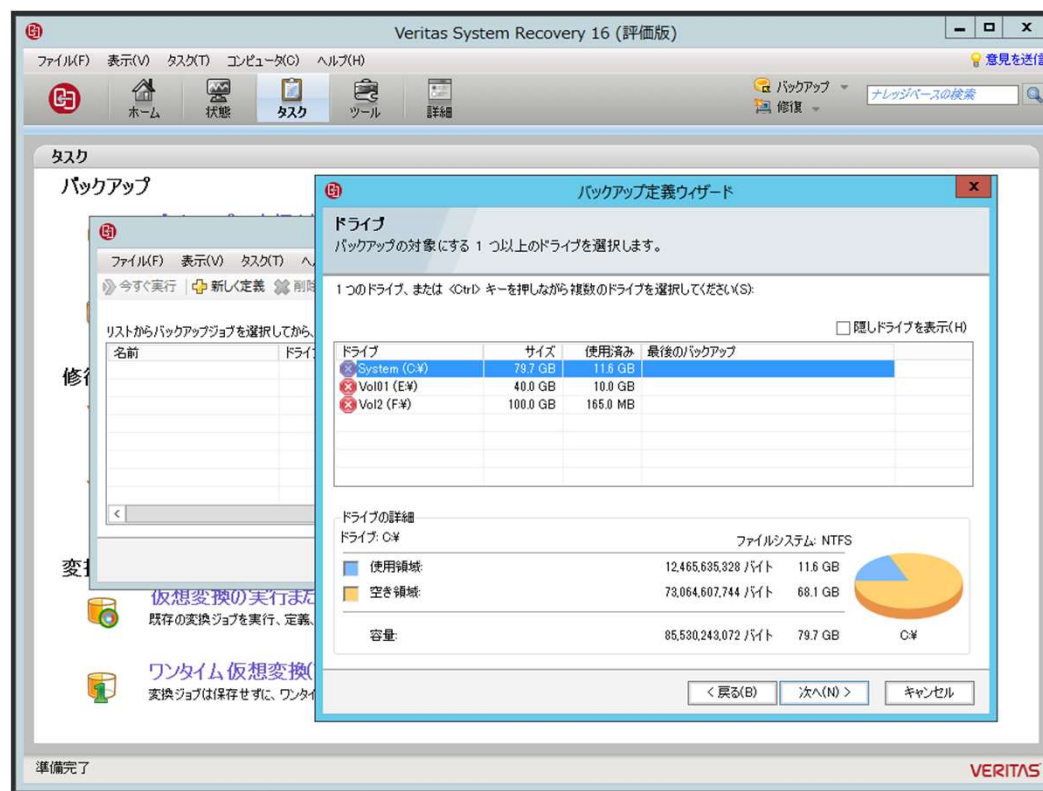 Veritas System Recovery 16 (評価版)
ファイル(F) 表示(V) タスク(T) コンピュータ(C) ヘルプ(H)
意見を送信
ホーム 状態 タスク ツール 詳細
バックアップ
修復
ナレッジベースの検索
タスク
バックアップ
ファイル(F) 表示(V) タスク(T)
今すぐ実行 新しく定義 削除
リストからバックアップジョブを選択してから、
名前 ドライ
修復
変換
仮想変換の実行また
既存の変換ジョブを実行、定義、
ワンタイム仮想変換(
変換ジョブは保存せずに、ワンタイ
バックアップ定義ウィザード
ドライブ
バックアップの対象にする 1 つ以上のドライブを選択します。
1 つのドライブ、または <Ctrl> キーを押しながら複数のドライブを選択してください(S):
隠しドライブを表示(H)
ドライブ サイズ 使用済み 最後のバックアップ
System (C:¥) 79.7 GB 11.6 GB
Vol01 (E:¥) 40.0 GB 10.0 GB
Vol2 (F:¥) 100.0 GB 165.0 MB
ドライブの詳細
ドライブ: C:¥ ファイルシステム: NTFS
使用領域: 12,465,635,328 バイト 11.6 GB
空き領域: 73,064,607,744 バイト 68.1 GB
容量: 85,530,243,072 バイト 79.7 GB C:¥
< 戻る(B) 次へ(N) > キャンセル
準備完了
VERITAS